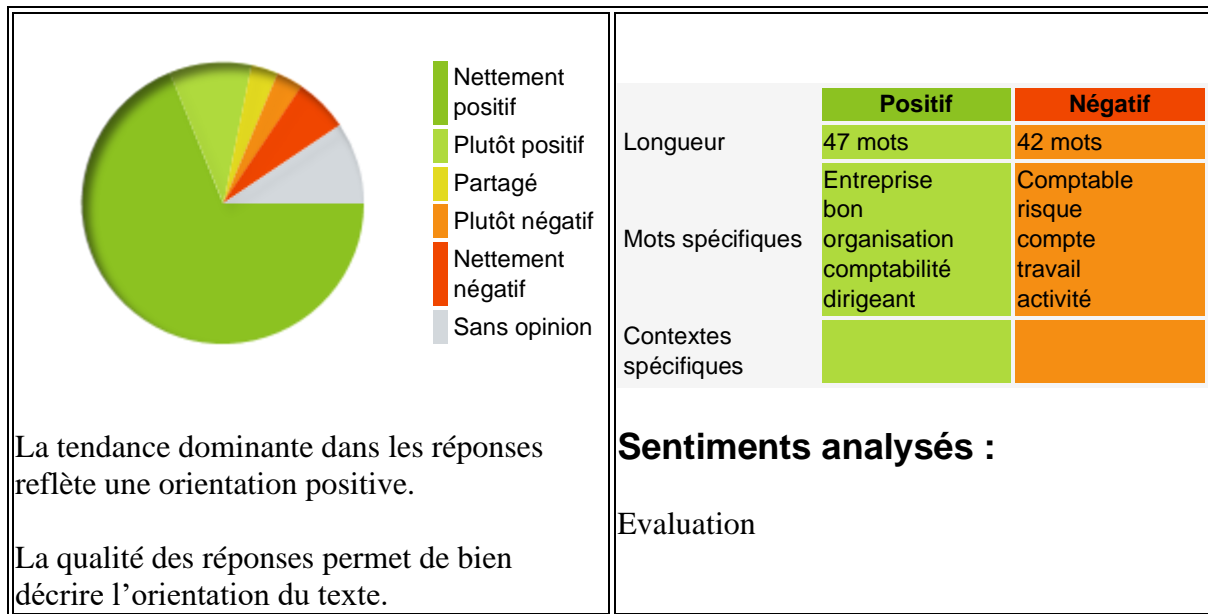 Nettement
positif
Plutôt positif
Partagé
Plutôt négatif
Nettement
négatif
Sans opinion
La tendance dominante dans les réponses
reflète une orientation positive.
La qualité des réponses permet de bien
décrire l’orientation du texte.
Positif Négatif
Longueur 47 mots 42 mots
Mots spécifiques
Entreprise
bon
organisation
comptabilité
dirigeant
Comptable
risque
compte
travail
activité
Contextes
spécifiques
Sentiments analysés :
Evaluation